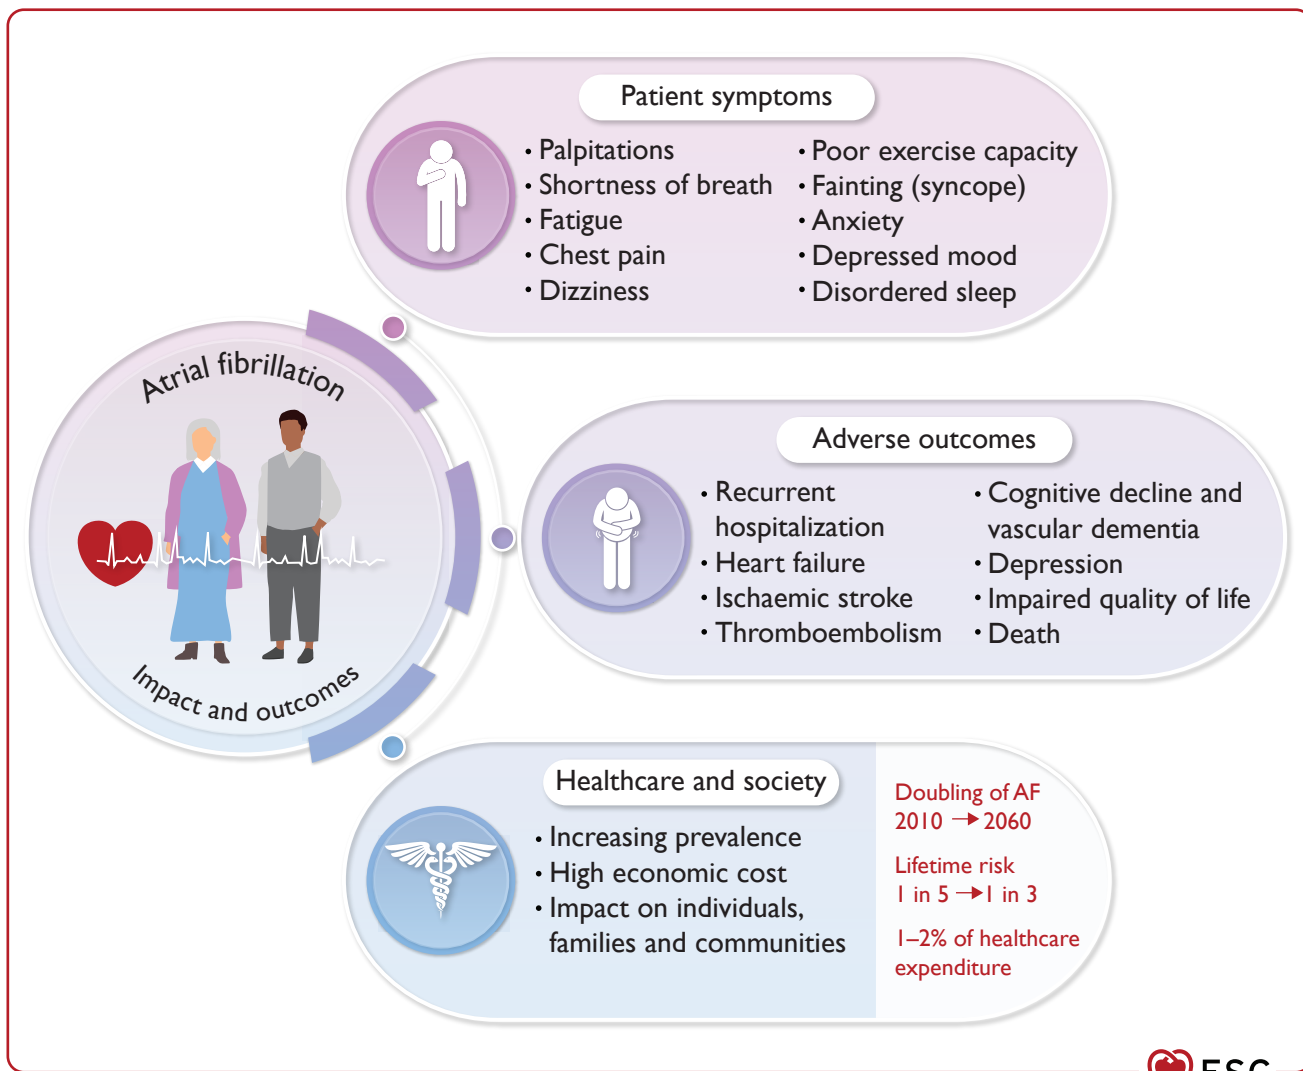 Patient symptoms
• Palpitations
• Shortness of breath
• Fatigue
• Chest pain
• Dizziness
• Poor exercise capacity
• Fainting (syncope)
• Anxiety
• Depressed mood
• Disordered sleep
Atrial fibrillation
Impact and outcomes
Adverse outcomes
• Recurrent
hospitalization
• Heart failure
• Ischaemic stroke
• Thromboembolism
• Cognitive decline and
vascular dementia
• Depression
• Impaired quality of life
• Death
Healthcare and society
• Increasing prevalence
• High economic cost
• Impact on individuals,
families and communities
Doubling of AF
2010 → 2060
Lifetime risk
1 in 5 → 1 in 3
1–2% of healthcare
expenditure
ESC